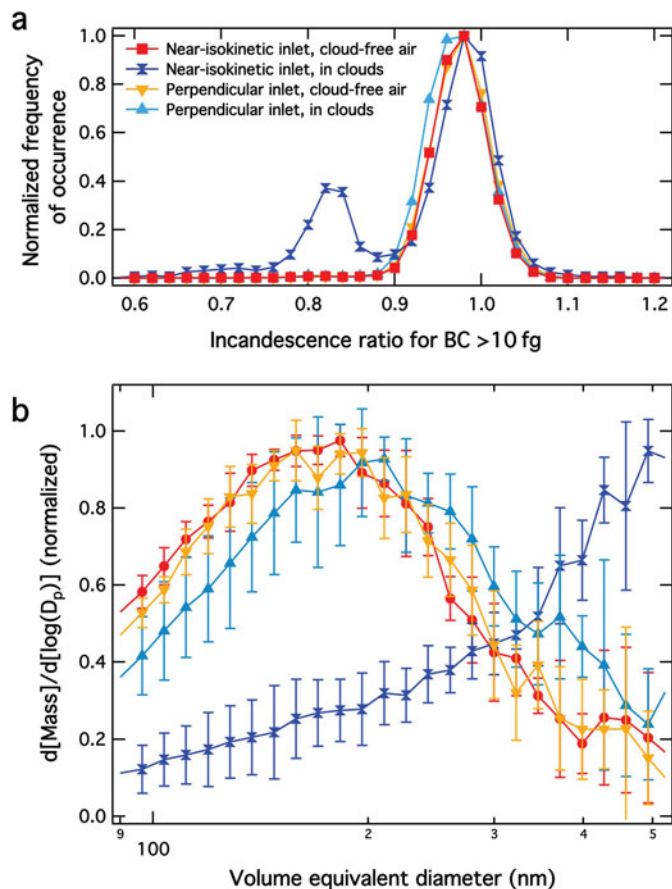 a
1.0
0.8
0.6
0.4
0.2
0.0
Normalized frequency
of occurrence
Near-isokinetic inlet, cloud-free air
Near-isokinetic inlet, in clouds
Perpendicular inlet, cloud-free air
Perpendicular inlet, in clouds
0.6 0.7 0.8 0.9 1.0 1.1 1.2
Incandescence ratio for BC >10 fg
b
1.0
0.8
0.6
0.4
0.2
0.0
d[Mass]/d[log(Dp)] (normalized)
9 2 3 4 5
100
Volume equivalent diameter (nm)